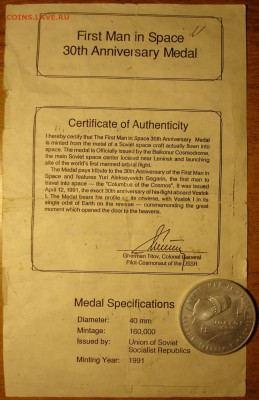 СОХРАНЕНО С САЙТА
COINSS.RU
First Man in Space
30th Anniversary Medal
Certificate of Authenticity
I hereby certify that The First Man in Space 30th Anniversary Medal
is minted from the metal of a Soviet space craft actually flown into
space. The medal is Officially issued by the Baikonur Cosmodrome,
the main Soviet space center located near Leninsk and launching
site of the world's first manned orbital flight.
The Medal pays tribute to the 30th Anniversary of the First Man in
Space and features Yuri Alekseyevich Gagarin, the first man to
travel into space — the "Columbus of the Cosmos". It was issued
April 12, 1991, the exact 30th anniversary of his flight aboard Vostok
I. The Medal bears his profile on its obverse, with Vostok I in its
single orbit of Earth on the reverse — commemorating the great
moment which opened the door to the heavens.
Gherman Titov, Colonel General
Pilot-Cosmonaut of the USSR
Medal Specifications
Diameter: 40 mm
Mintage: 160,000
Issued by: Union of Soviet
Socialist Republics
Minting Year: 1991